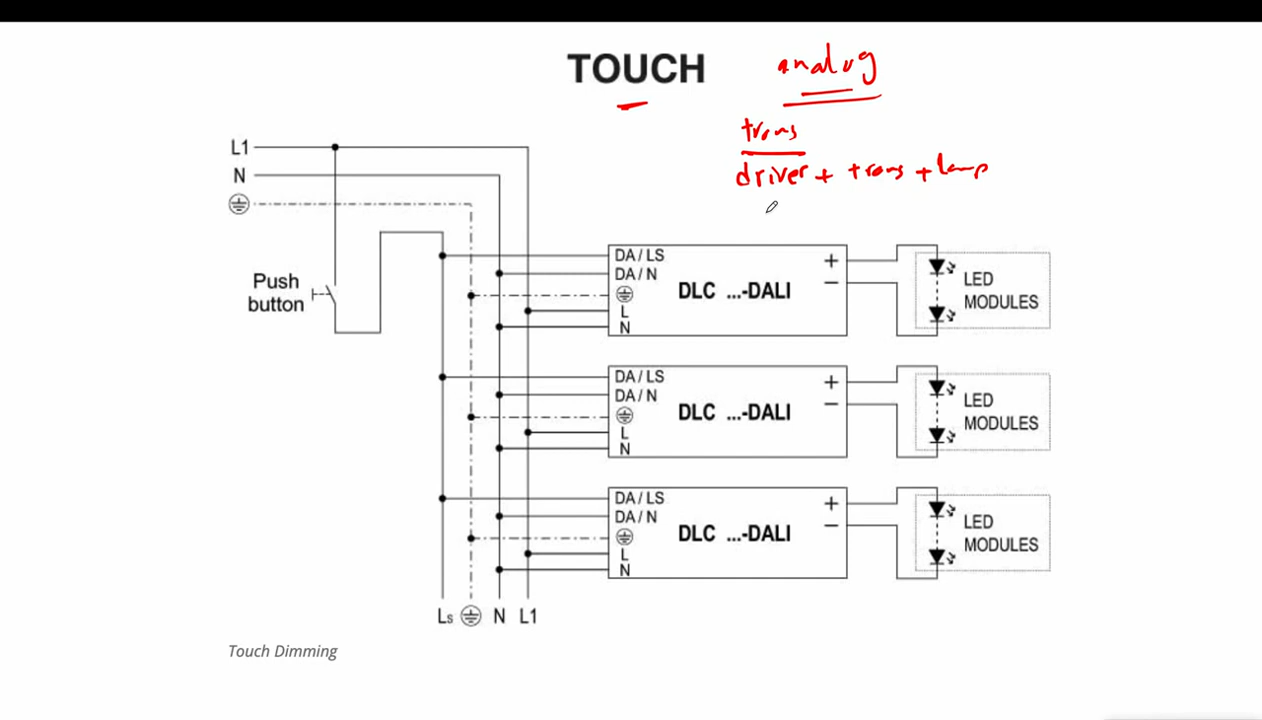 TOUCH
analog
trans
driver + trans + lamp
L1
N
Push
button
DA/LS
DA/N
L
N
DLC ...-DALI
+
−
LED
MODULES
DA/LS
DA/N
L
N
DLC ...-DALI
+
−
LED
MODULES
DA/LS
DA/N
L
N
DLC ...-DALI
+
−
LED
MODULES
Ls N L1
Touch Dimming